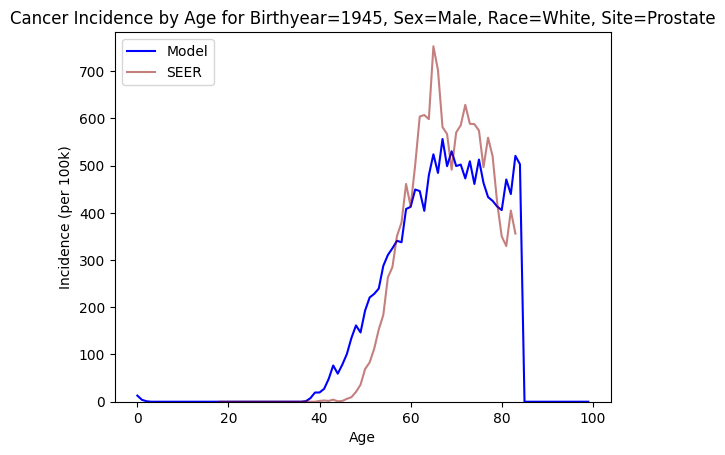 Cancer Incidence by Age for Birthyear=1945, Sex=Male, Race=White, Site=Prostate
Model
SEER
Incidence (per 100k)
700
600
500
400
300
200
100
0
0 20 40 60 80 100
Age